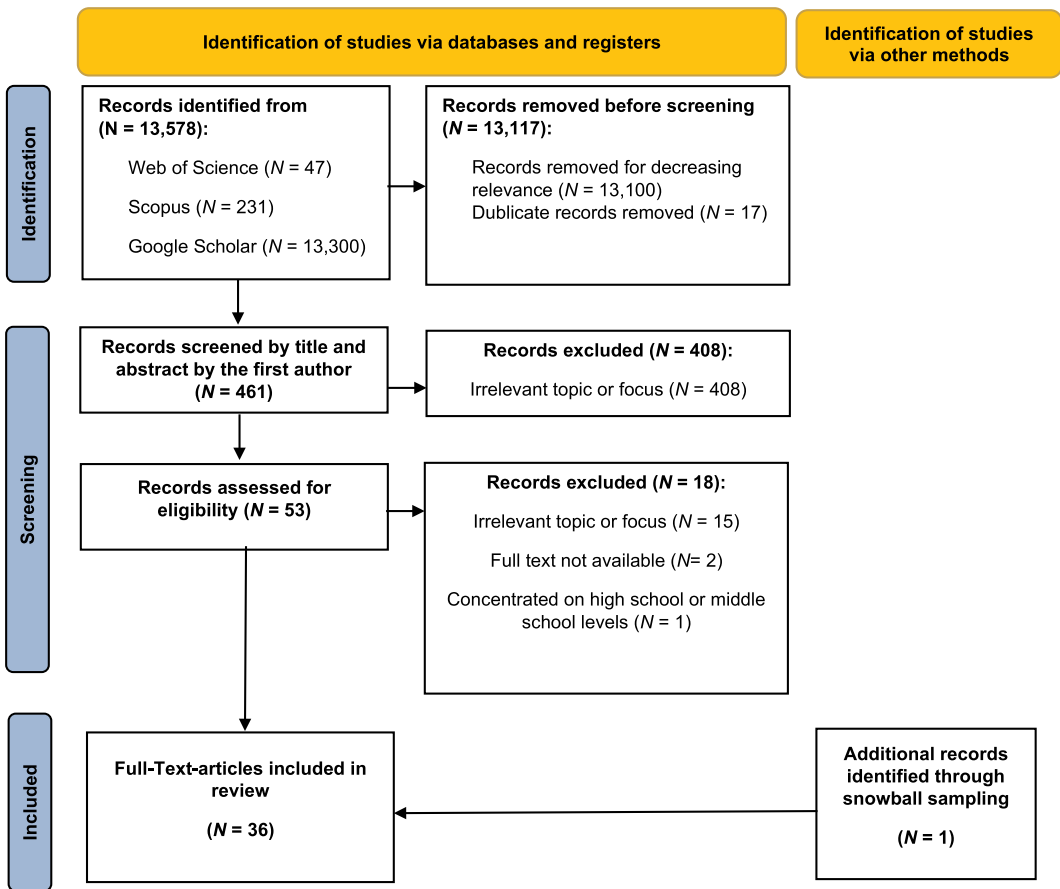 Identification of studies via databases and registers
Identification of studies
via other methods
Identification
Records identified from
(N = 13,578):
Web of Science (N = 47)
Scopus (N = 231)
Google Scholar (N = 13,300)
Records removed before screening
(N = 13,117):
Records removed for decreasing
relevance (N = 13,100)
Dublicate records removed (N = 17)
Screening
Records screened by title and
abstract by the first author
(N = 461)
Records excluded (N = 408):
Irrelevant topic or focus (N = 408)
Records assessed for
eligibility (N = 53)
Records excluded (N = 18):
Irrelevant topic or focus (N = 15)
Full text not available (N= 2)
Concentrated on high school or middle
school levels (N = 1)
Included
Full-Text-articles included in
review
(N = 36)
Additional records
identified through
snowball sampling
(N = 1)